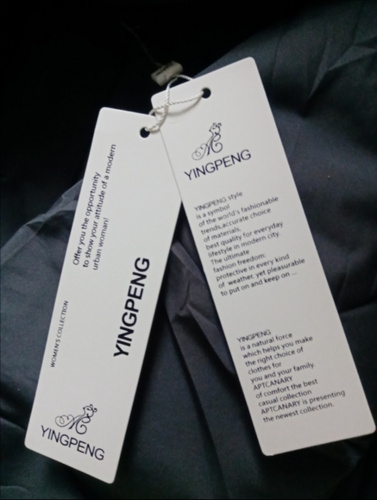 Offer you the opportunity
to show your attitude of a modern
urban woman!
YINGPENG
WOMEN'S COLLECTION
YINGPENG
YINGPENG
YINGPENG style
is a symbol
of the world's fashionable
trends,accurate choice
of materials,
best quality for everyday
lifestyle in modern city
The ultimate
fashion freedom:
protective in every kind
of weather, yet pleasurable
to put on and keep on ...
YINGPENG
is a natural force
which helps you make
the right choice of
clothes for
you and your family
APTCANARY
of comfort the best
casual collection
APTCANARY is presenting
the newest collection.